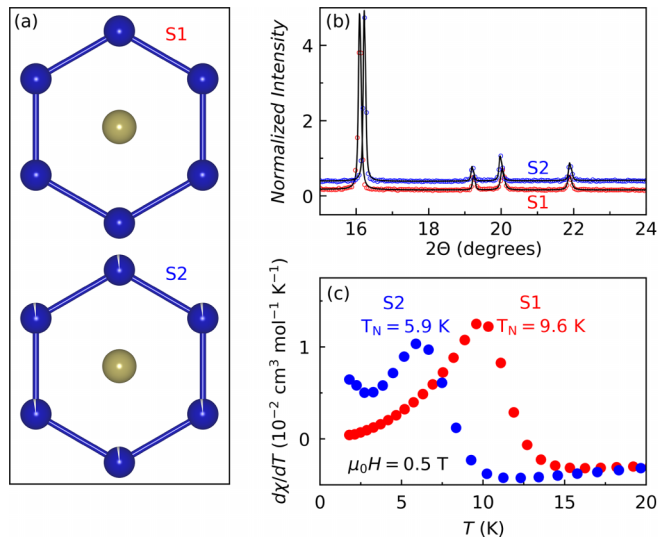 (a)
S1
S2
(b)
Normalized Intensity
4
2
0
S2
S1
16
18
20
22
24
2Θ (degrees)
(c)
dχ/dT (10⁻² cm³ mol⁻¹ K⁻¹)
1
0
S2
T_N = 5.9 K
S1
T_N = 9.6 K
μ₀H = 0.5 T
0
5
10
15
20
T (K)